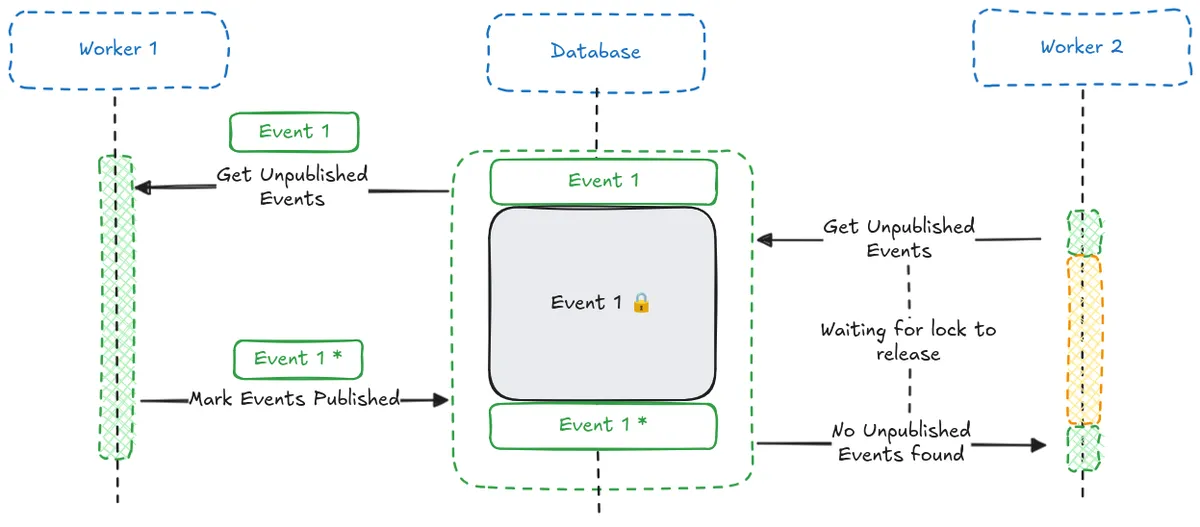 Worker 1
Database
Worker 2
Event 1
Get Unpublished
Events
Event 1
Get Unpublished
Events
Event 1 🔒
Waiting for lock to
release
Event 1 *
Mark Events Published
Event 1 *
No Unpublished
Events found